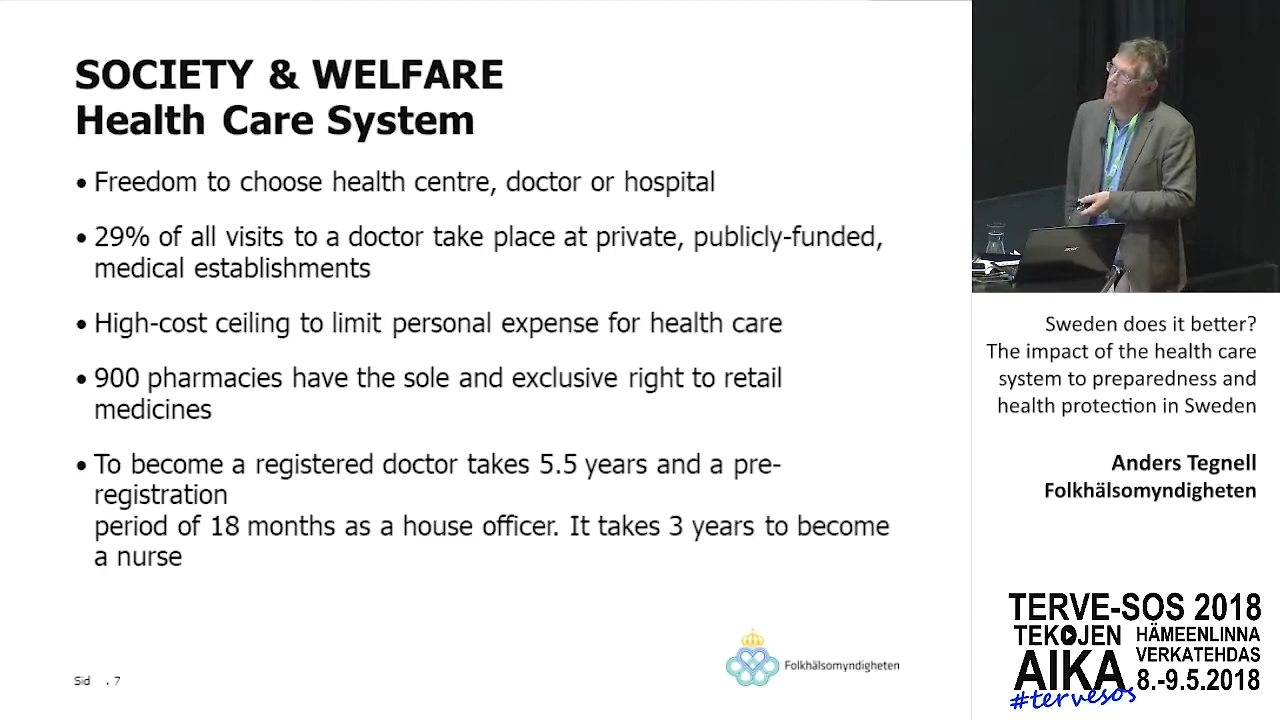 SOCIETY & WELFARE
Health Care System
• Freedom to choose health centre, doctor or hospital
• 29% of all visits to a doctor take place at private, publicly-funded,
medical establishments
• High-cost ceiling to limit personal expense for health care
• 900 pharmacies have the sole and exclusive right to retail
medicines
• To become a registered doctor takes 5.5 years and a pre-
registration
period of 18 months as a house officer. It takes 3 years to become
a nurse
Folkhälsomyndigheten
Sid . 7
acer
Sweden does it better?
The impact of the health care
system to preparedness and
health protection in Sweden
Anders Tegnell
Folkhälsomyndigheten
TERVE-SOS 2018
TEKOJEN
AIKA
HÄMEENLINNA
VERKATEHDAS
8.-9.5.2018
#tervesos